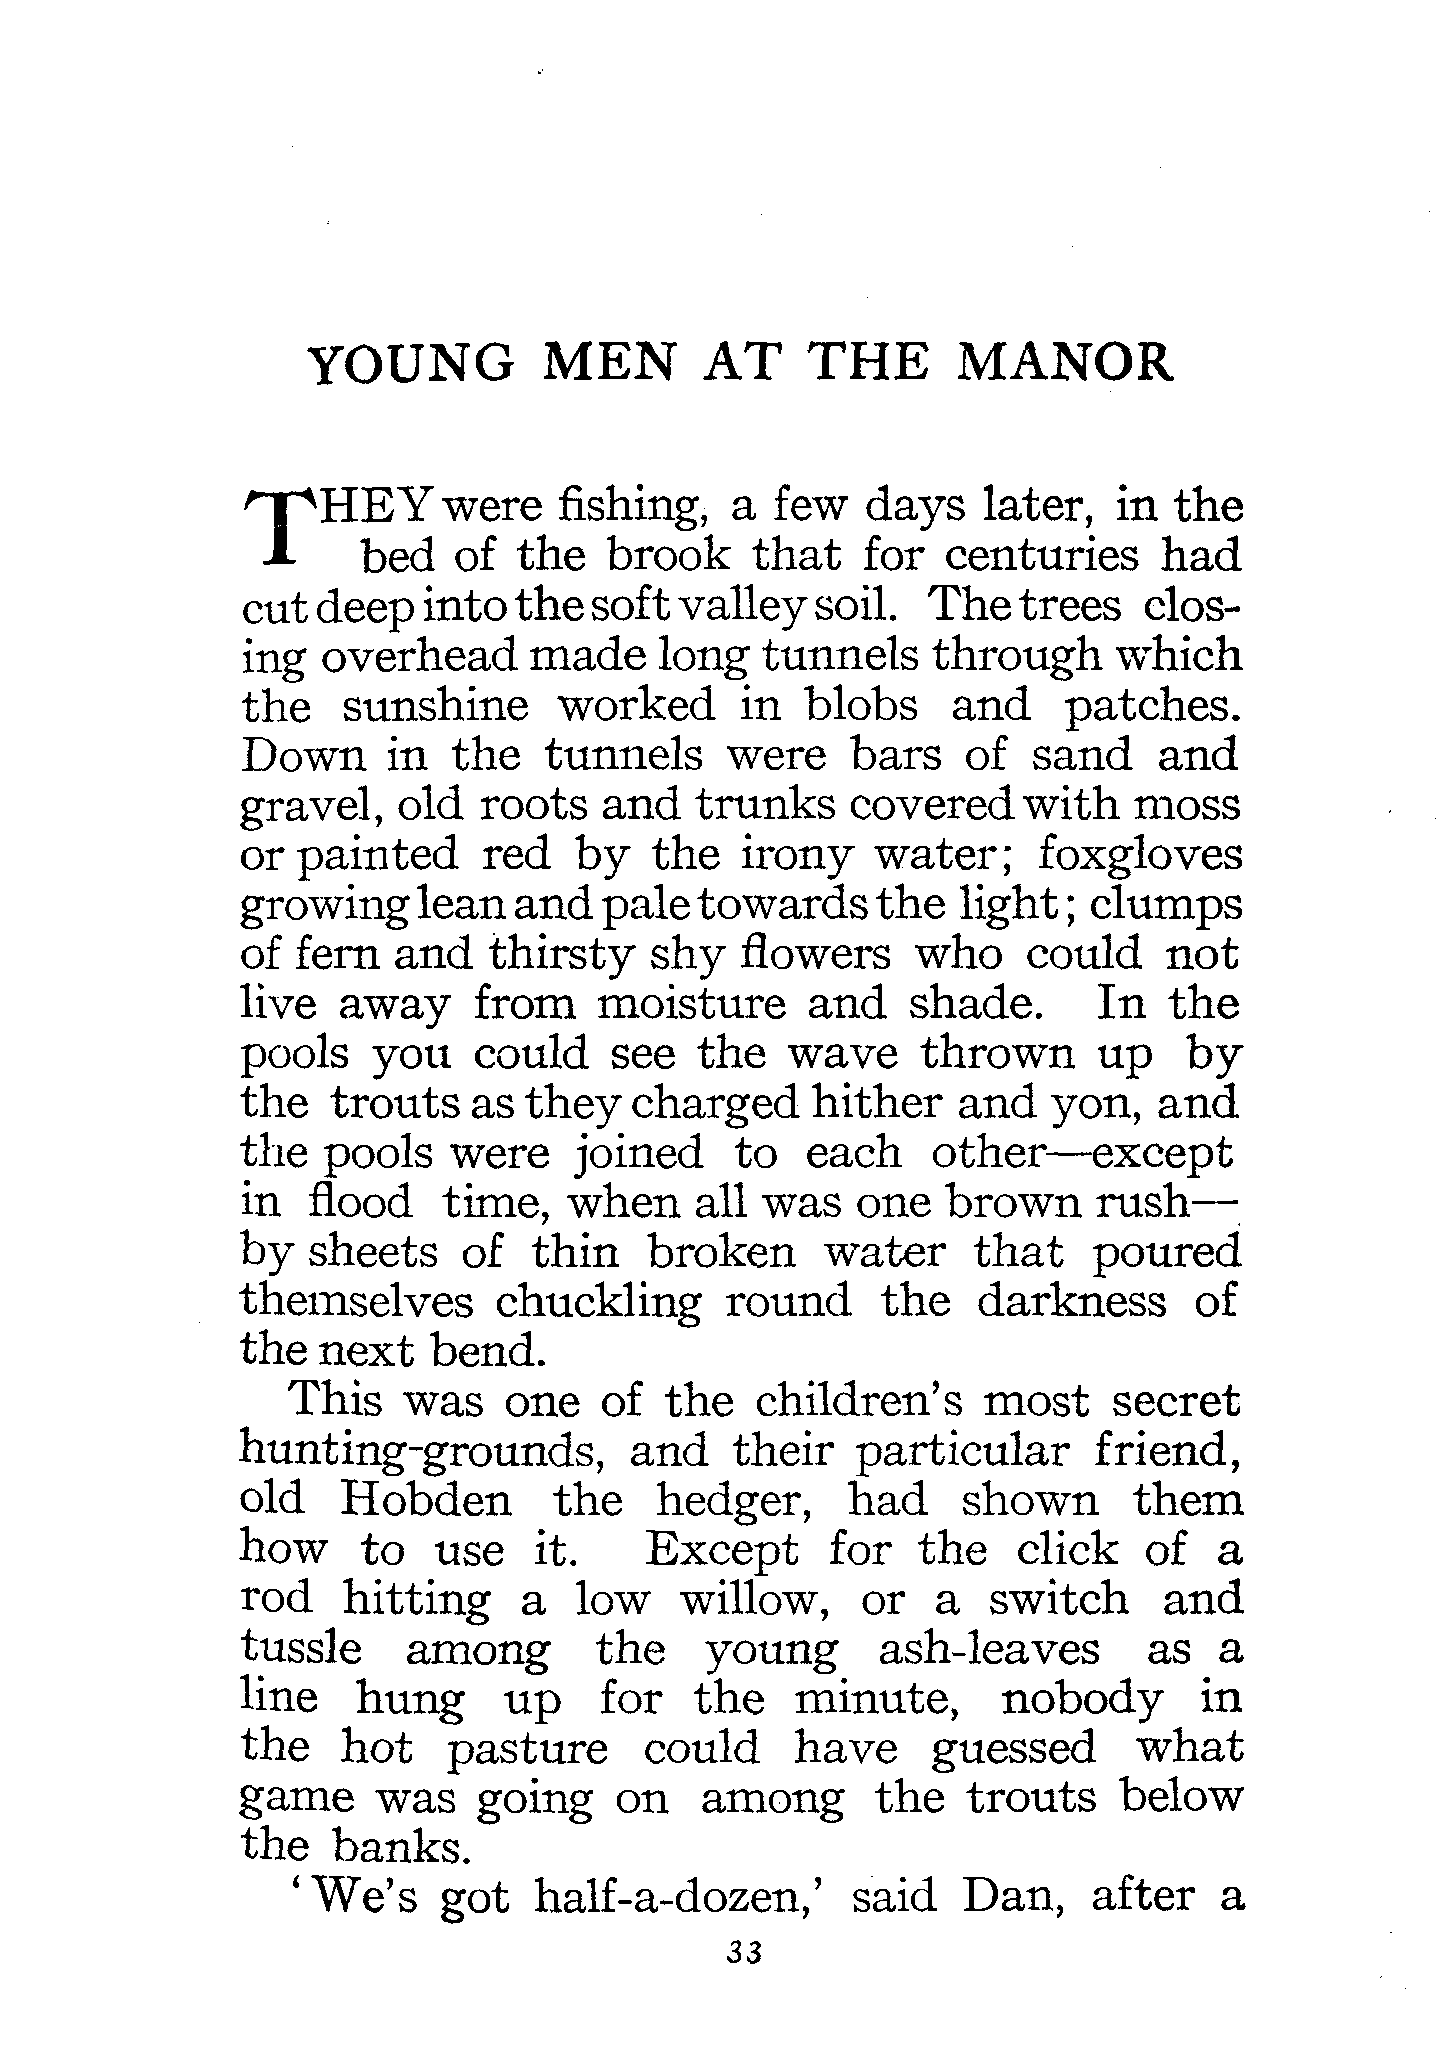 YOUNG MEN AT THE MANOR
THEY were fishing, a few days later, in the
bed of the brook that for centuries had
cut deep into the soft valley soil. The trees clos-
ing overhead made long tunnels through which
the sunshine worked in blobs and patches.
Down in the tunnels were bars of sand and
gravel, old roots and trunks covered with moss
or painted red by the irony water; foxgloves
growing lean and pale towards the light; clumps
of fern and thirsty shy flowers who could not
live away from moisture and shade. In the
pools you could see the wave thrown up by
the trouts as they charged hither and yon, and
the pools were joined to each other—except
in flood time, when all was one brown rush—
by sheets of thin broken water that poured
themselves chuckling round the darkness of
the next bend.
This was one of the children's most secret
hunting-grounds, and their particular friend,
old Hobden the hedger, had shown them
how to use it. Except for the click of a
rod hitting a low willow, or a switch and
tussle among the young ash-leaves as a
line hung up for the minute, nobody in
the hot pasture could have guessed what
game was going on among the trouts below
the banks.
'We's got half-a-dozen,' said Dan, after a
33